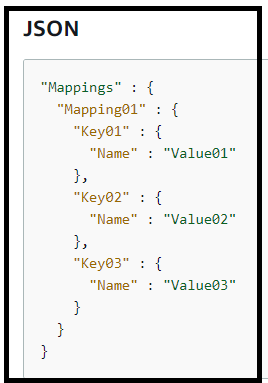 JSON
"Mappings" : {
  "Mapping01" : {
    "Key01" : {
      "Name" : "Value01"
    },
    "Key02" : {
      "Name" : "Value02"
    },
    "Key03" : {
      "Name" : "Value03"
    }
  }
}